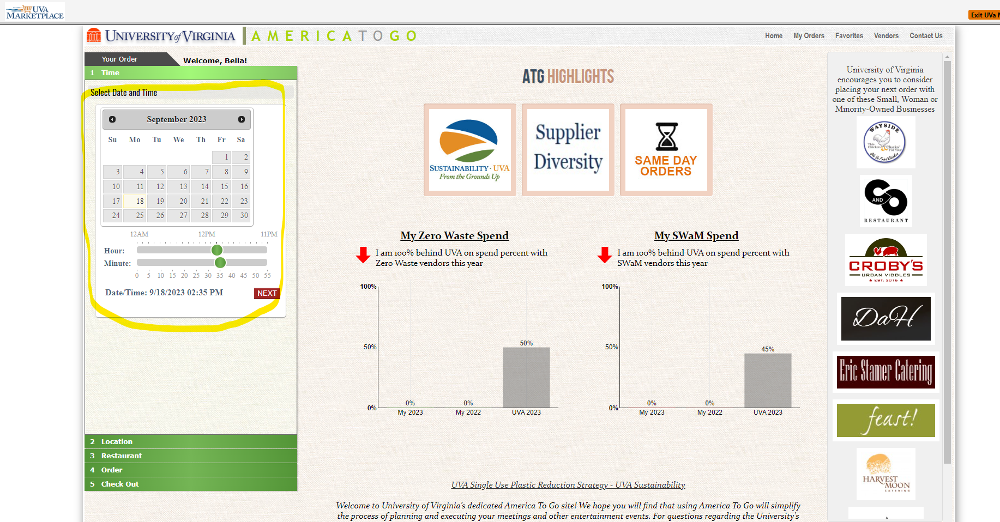 UVA
MARKETPLACE
Exit UVa
UNIVERSITY of VIRGINIA
AMERICATOGO
Home My Orders Favorites Vendors Contact Us
Your Order
Welcome, Bella!
1 Time
Select Date and Time
September 2023
Su Mo Tu We Th Fr Sa
1 2
3 4 5 6 7 8 9
10 11 12 13 14 15 16
17 18 19 20 21 22 23
24 25 26 27 28 29 30
12AM 12PM 11PM
Hour:
Minute:
0 5 10 15 20 25 30 35 40 45 50 55
Date/Time: 9/18/2023 02:35 PM
NEXT
2 Location
3 Restaurant
4 Order
5 Check Out
ATG HIGHLIGHTS
SUSTAINABILITY · UVA
From the Grounds Up
Supplier
Diversity
SAME DAY
ORDERS
My Zero Waste Spend
I am 100% behind UVA on spend percent with
Zero Waste vendors this year
100%
50%
0%
0% 0% 50%
My 2023 My 2022 UVA 2023
My SWaM Spend
I am 100% behind UVA on spend percent with
SWaM vendors this year
100%
50%
0%
0% 0% 45%
My 2023 My 2022 UVA 2023
UVA Single Use Plastic Reduction Strategy - UVA Sustainability
Welcome to University of Virginia's dedicated America To Go site! We hope you will find that using America To Go will simplify
the process of planning and executing your meetings and other entertainment events. For questions regarding the University's
University of Virginia
encourages you to consider
placing your next order with
one of these Small, Woman or
Minority-Owned Businesses
WAYSIDE
This Chicken Clucks For You!
Ole Va Fried Chicken
C AND O
RESTAURANT
CROBY'S
URBAN VIDDLES
EST. 2016
DaH
Eric Stamer Catering
feast!
HARVEST
MOON
CATERING